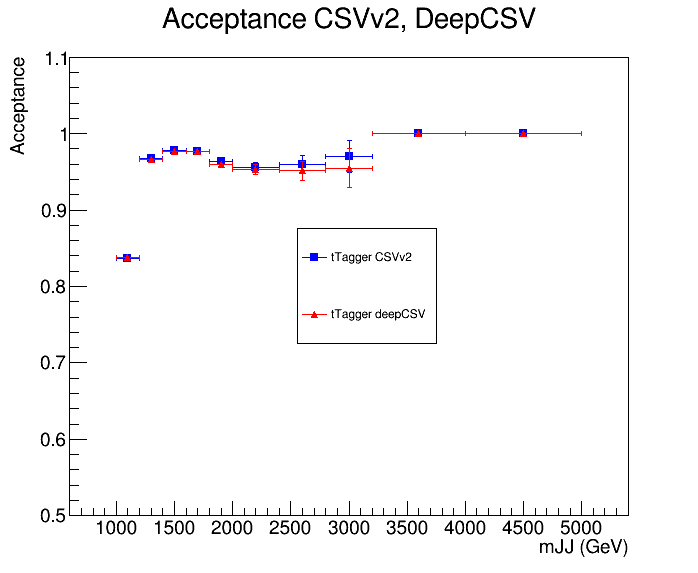 Acceptance CSVv2, DeepCSV
Acceptance
1.1
1
0.9
0.8
0.7
0.6
0.5
tTagger CSVv2
tTagger deepCSV
1000 1500 2000 2500 3000 3500 4000 4500 5000
mJJ (GeV)